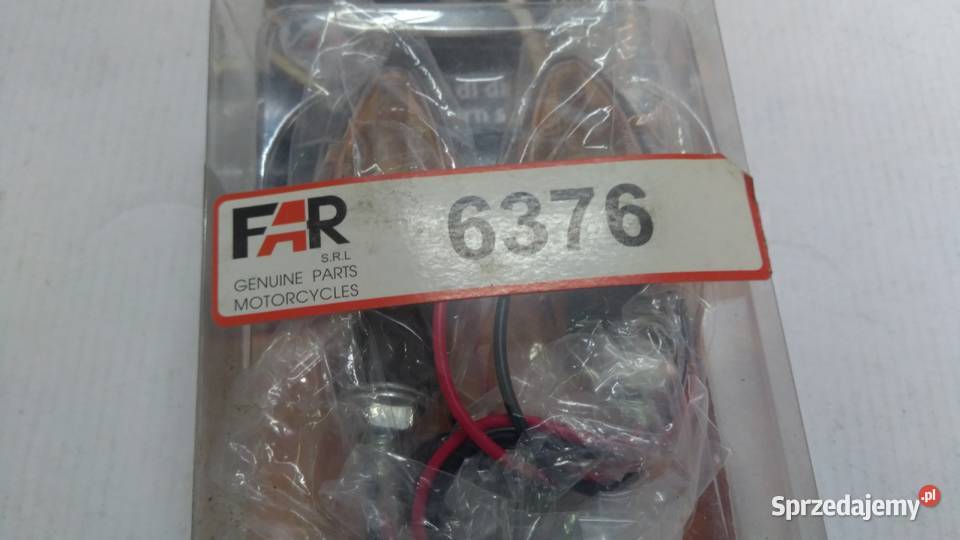 FAR
S.R.L
GENUINE PARTS
MOTORCYCLES
6376
Sprzedajemy.pl